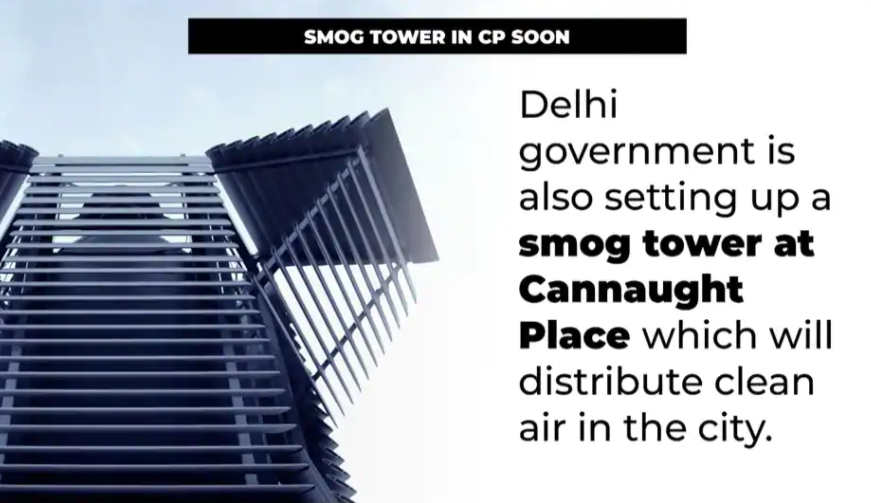 SMOG TOWER IN CP SOON
Delhi
government is
also setting up a
smog tower at
Cannaught
Place which will
distribute clean
air in the city.